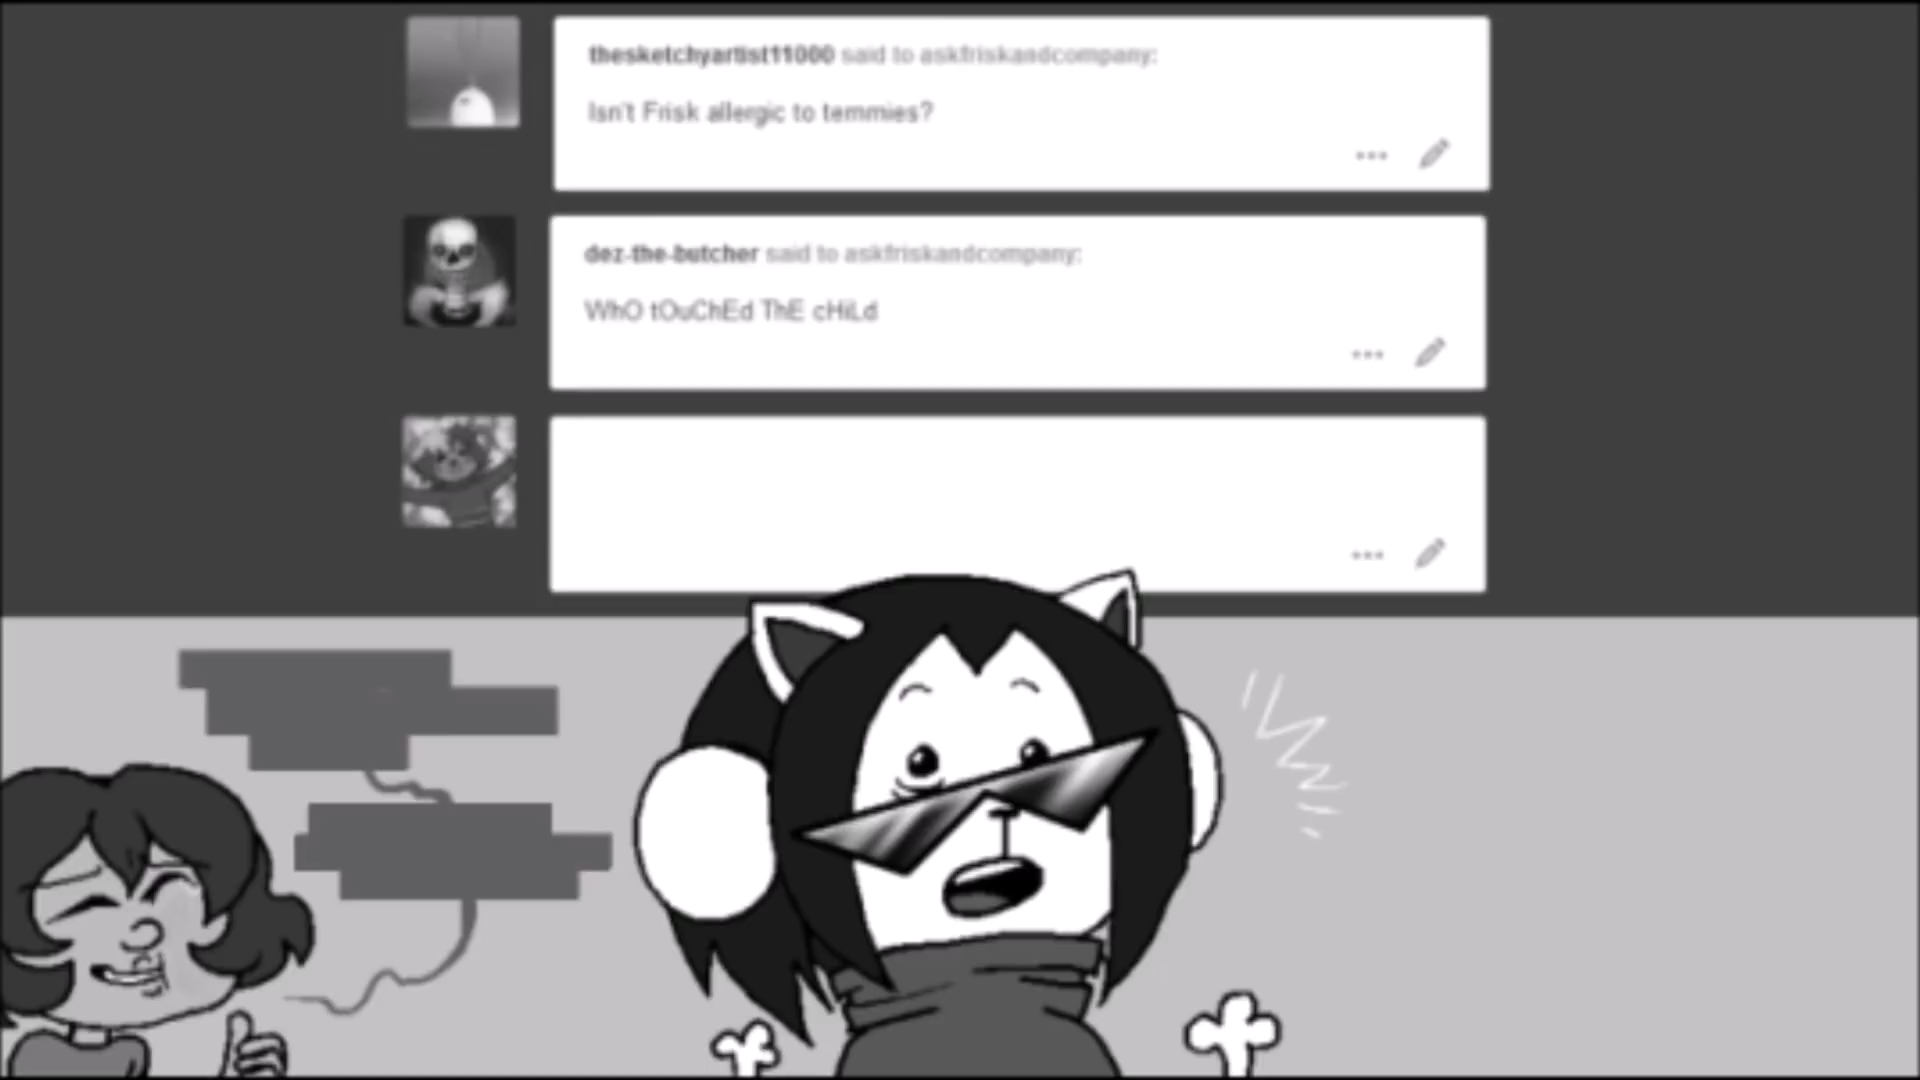 thesketchyartist11000 said to askfriskandcompany:
Isn't Frisk allergic to temmies?
dez-the-butcher said to askfriskandcompany:
WhO tOuChEd ThE cHiLd